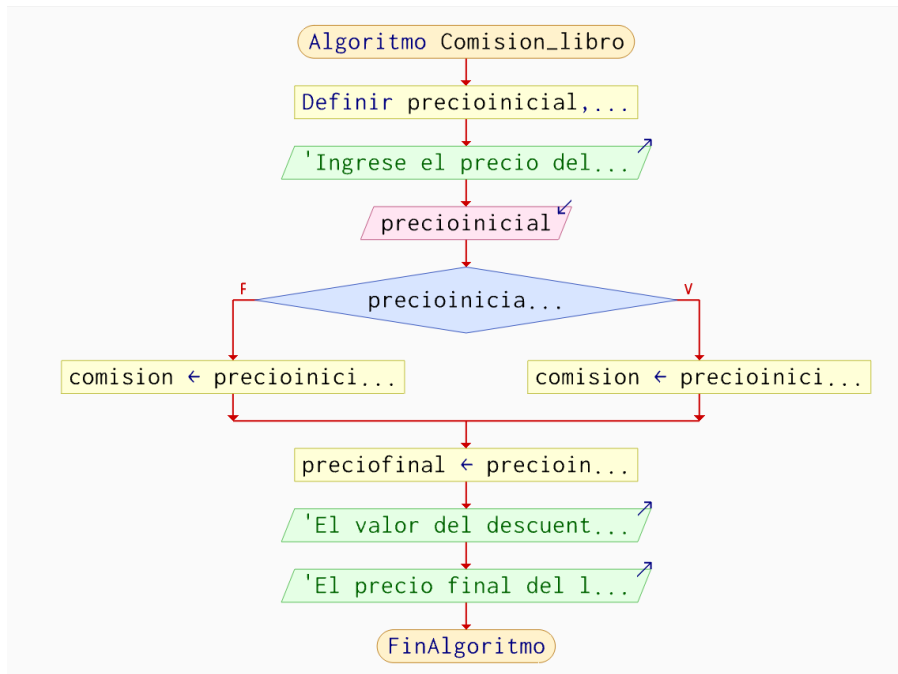 Algoritmo Comision_libro
Definir precioinicial,...
'Ingrese el precio del...
precioinicial
F
V
precioinicia...
comision ← precioinici...
comision ← precioinici...
preciofinal ← precioin...
'El valor del descuent...
'El precio final del l...
FinAlgoritmo